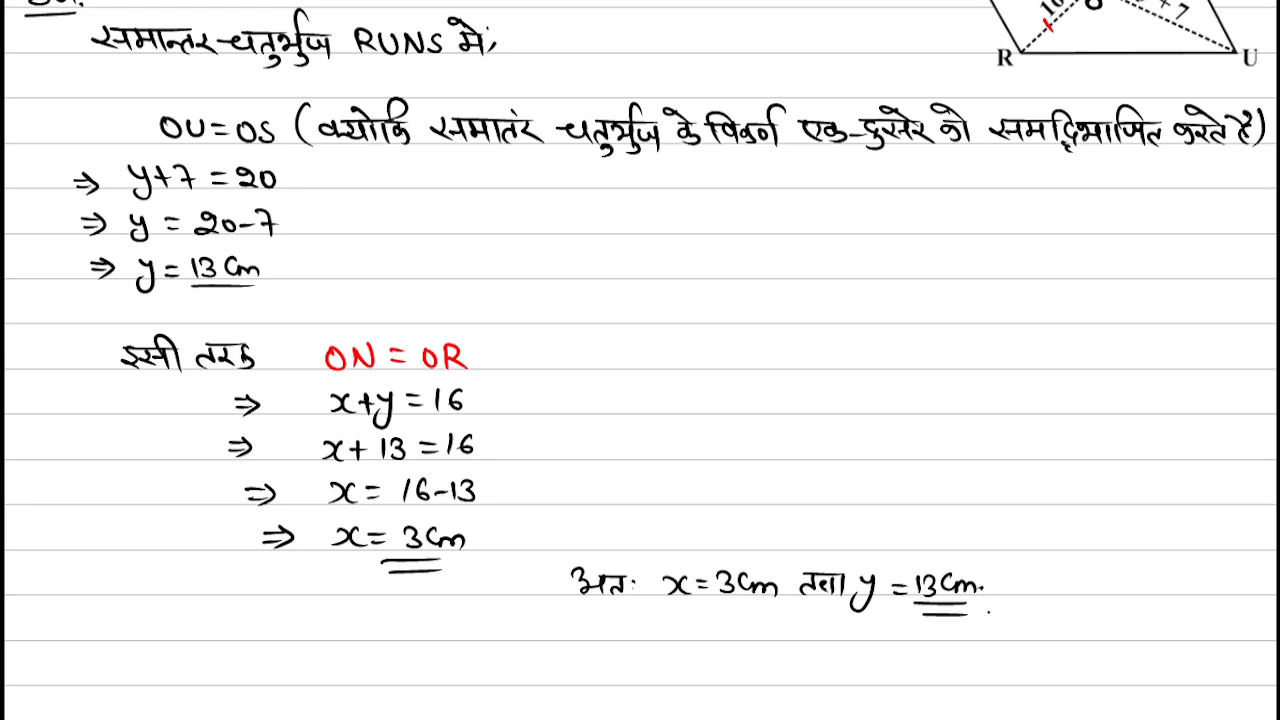 समान्तर चतुर्भुज RUNS में,
OU=OS (क्योकि समातंर चतुर्भुज के विकर्ण एक-दुसरे को समद्विभाजित करते है)
⇒ y+7 = 20
⇒ y = 20-7
⇒ y = 13 Cm
इसी तरह ON = OR
⇒ x+y = 16
⇒ x+ 13 = 16
⇒ x = 16-13
⇒ x = 3 Cm
अतः x = 3 Cm तथा y = 13 Cm.
R U
O